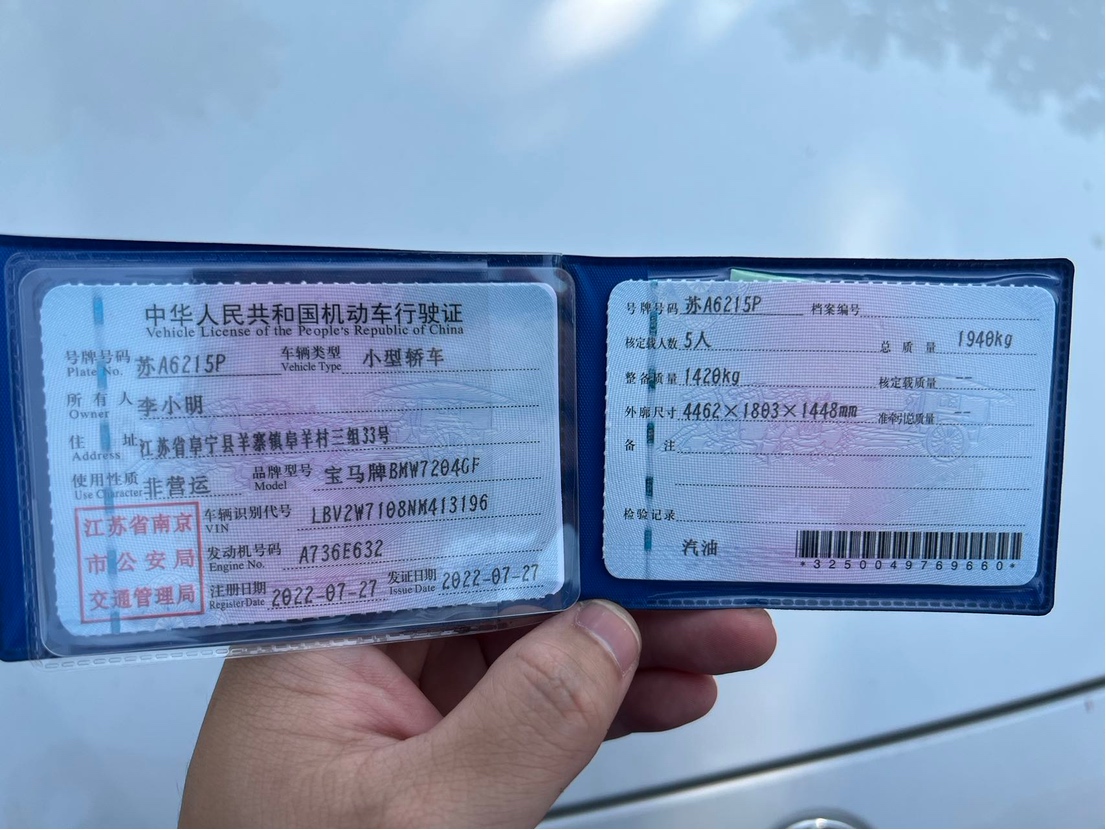 中华人民共和国机动车行驶证
Vehicle License of the People's Republic of China
号牌号码 苏A6215P 车辆类型 小型轿车
Plate No. Vehicle Type
所有人 李小明
Owner
住址 江苏省阜宁县羊寨镇阜羊村三组33号
Address
使用性质 非营运 品牌型号 宝马牌BMW7204GF
Use Character Model
江苏省南京
市公安局
交通管理局
车辆识别代号 LBV2W7108NM413196
VIN
发动机号码 A736E632
Engine No.
注册日期 2022-07-27 发证日期 2022-07-27
Register Date Issue Date
号牌号码 苏A6215P 档案编号
核定载人数 5人 总质量 1940kg
整备质量 1420kg 核定载质量 --
外廓尺寸 4462×1803×1448mm 准牵引总质量 --
备注
检验记录
汽油
*3250049769660*